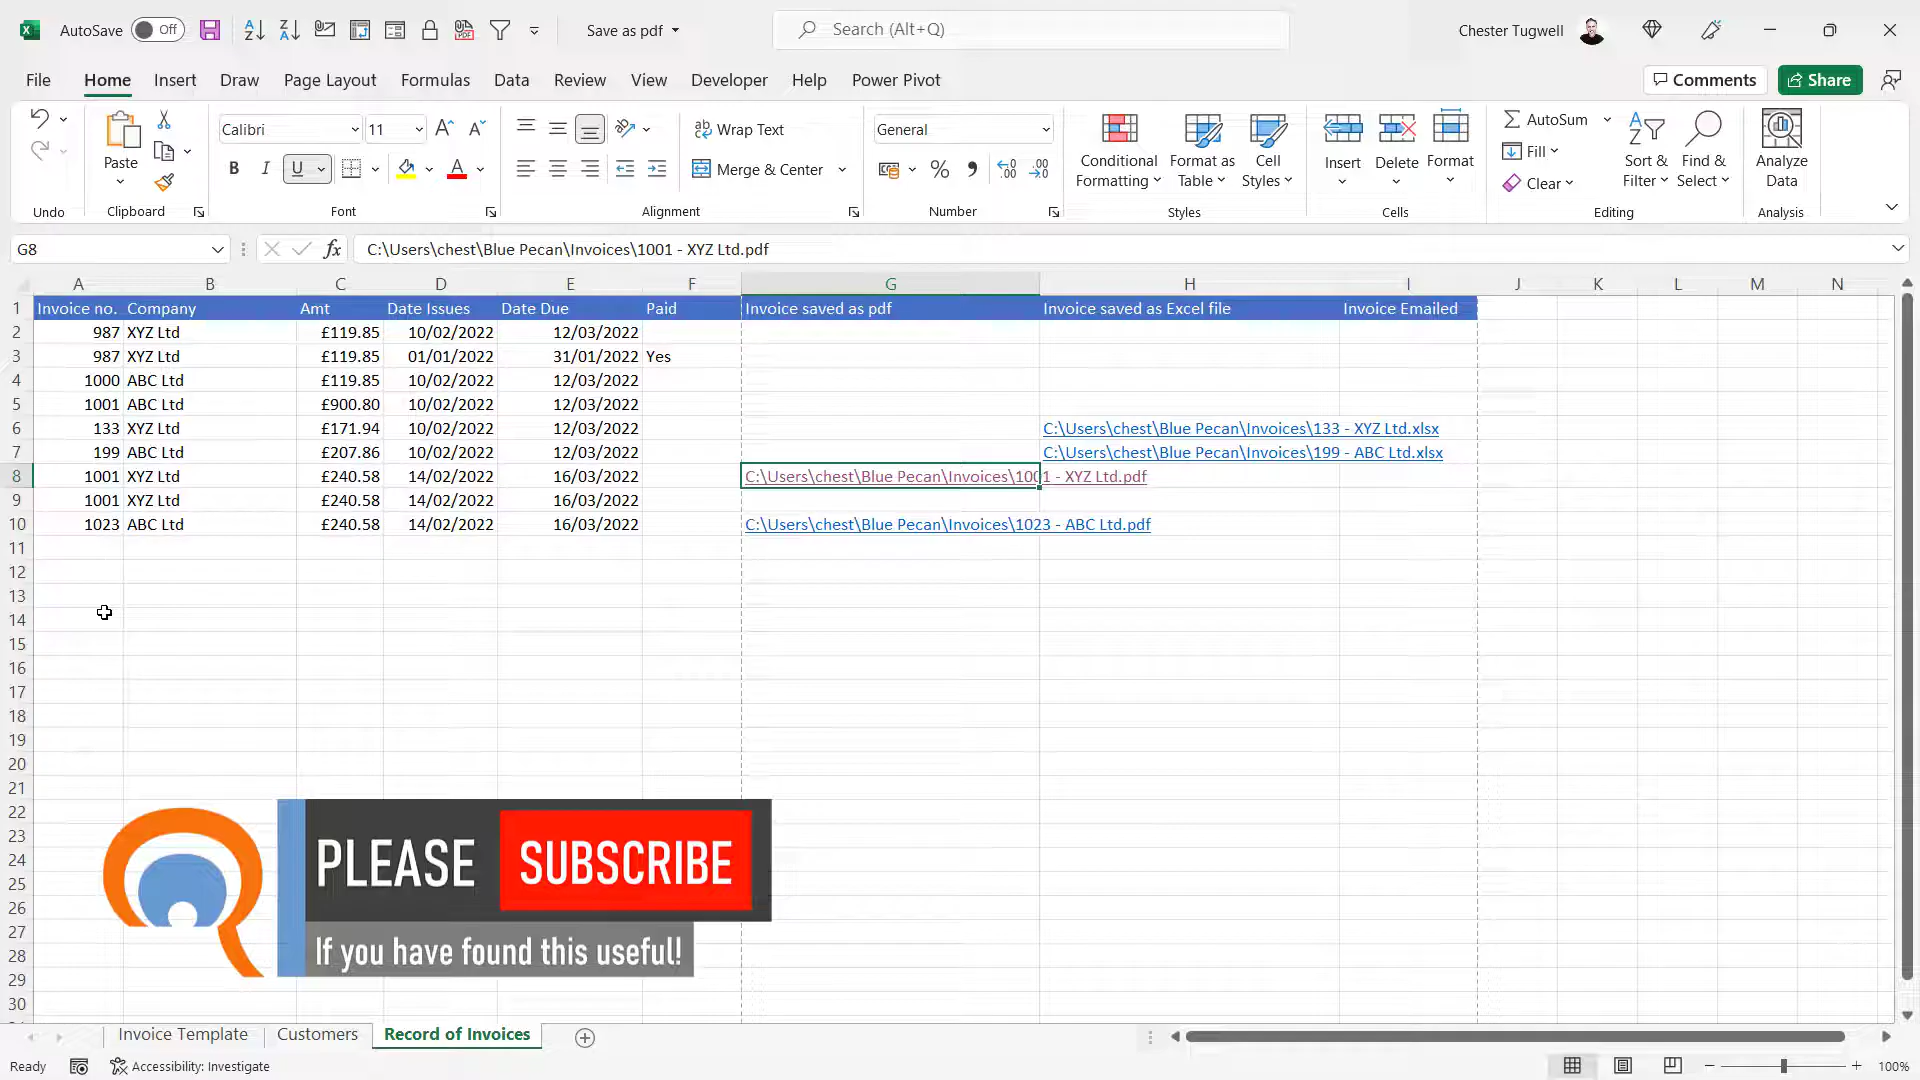 AutoSave Off Save as pdf Search (Alt+Q) Chester Tugwell
File Home Insert Draw Page Layout Formulas Data Review View Developer Help Power Pivot Comments Share
Calibri 11 Wrap Text General AutoSum
Paste Conditional Format as Cell Insert Delete Format Fill Sort & Find & Analyze
B I U Merge & Center Formatting Table Styles Clear Filter Select Data
Undo Clipboard Font Alignment Number Styles Cells Editing Analysis
G8 fx C:\Users\chest\Blue Pecan\Invoices\1001 - XYZ Ltd.pdf
A B C D E F G H I J K L M N
1 Invoice no. Company Amt Date Issues Date Due Paid Invoice saved as pdf Invoice saved as Excel file Invoice Emailed
2 987 XYZ Ltd £119.85 10/02/2022 12/03/2022
3 987 XYZ Ltd £119.85 01/01/2022 31/01/2022 Yes
4 1000 ABC Ltd £119.85 10/02/2022 12/03/2022
5 1001 ABC Ltd £900.80 10/02/2022 12/03/2022
6 133 XYZ Ltd £171.94 10/02/2022 12/03/2022 C:\Users\chest\Blue Pecan\Invoices\133 - XYZ Ltd.xlsx
7 199 ABC Ltd £207.86 10/02/2022 12/03/2022 C:\Users\chest\Blue Pecan\Invoices\199 - ABC Ltd.xlsx
8 1001 XYZ Ltd £240.58 14/02/2022 16/03/2022 C:\Users\chest\Blue Pecan\Invoices\1001 - XYZ Ltd.pdf
9 1001 XYZ Ltd £240.58 14/02/2022 16/03/2022
10 1023 ABC Ltd £240.58 14/02/2022 16/03/2022 C:\Users\chest\Blue Pecan\Invoices\1023 - ABC Ltd.pdf
11
12
13
14
15
16
17
18
19
20
21
22
23
24
25
26
27
28
29
30
PLEASE SUBSCRIBE
If you have found this useful!
Invoice Template Customers Record of Invoices
Ready Accessibility: Investigate 100%